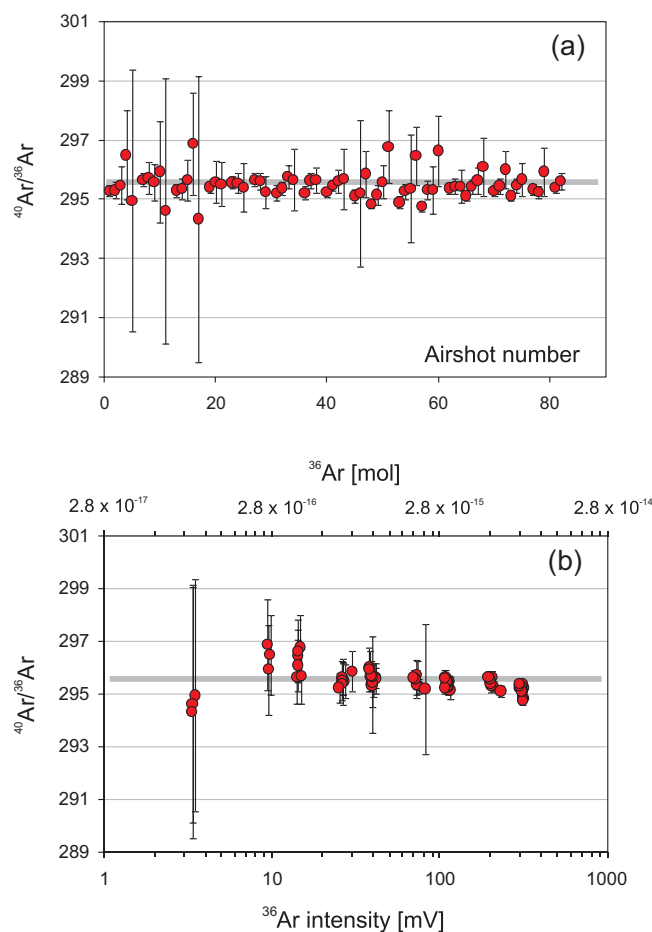 301
(a)
299
297
⁴⁰Ar/³⁶Ar
295
293
291
Airshot number
289
0 20 40 60 80
³⁶Ar [mol]
2.8 x 10⁻¹⁷ 2.8 x 10⁻¹⁶ 2.8 x 10⁻¹⁵ 2.8 x 10⁻¹⁴
301
(b)
299
297
⁴⁰Ar/³⁶Ar
295
293
291
289
1 10 100 1000
³⁶Ar intensity [mV]